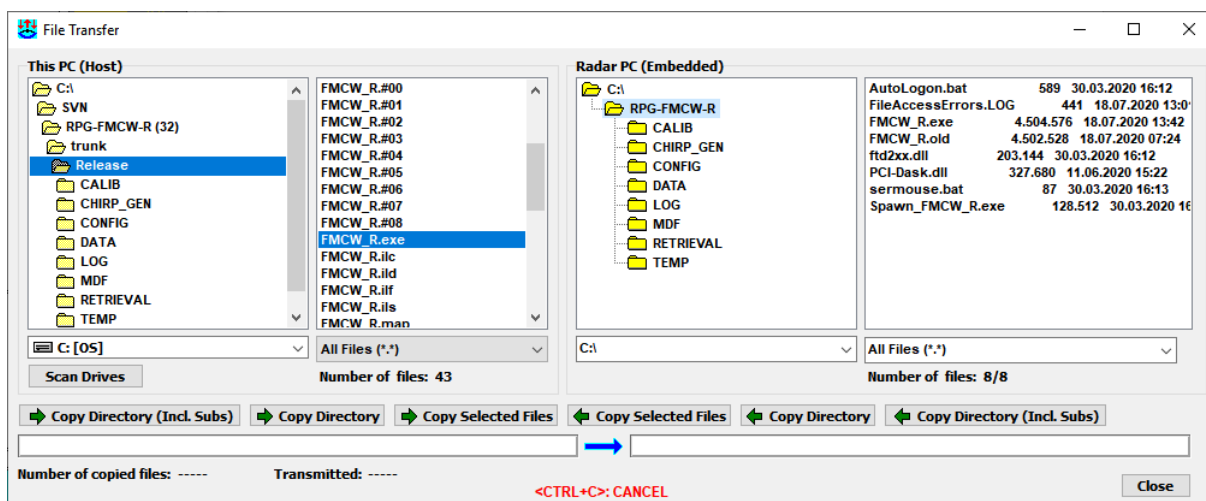 File Transfer
This PC (Host)
C:\
SVN
RPG-FMCW-R (32)
trunk
Release
CALIB
CHIRP_GEN
CONFIG
DATA
LOG
MDF
RETRIEVAL
TEMP
FMCW_R.#00
FMCW_R.#01
FMCW_R.#02
FMCW_R.#03
FMCW_R.#04
FMCW_R.#05
FMCW_R.#06
FMCW_R.#07
FMCW_R.#08
FMCW_R.exe
FMCW_R.ilc
FMCW_R.ild
FMCW_R.ilf
FMCW_R.ils
FMCW_R.map
C: [OS]
All Files (*.*)
Scan Drives
Number of files: 43
Radar PC (Embedded)
C:\
RPG-FMCW-R
CALIB
CHIRP_GEN
CONFIG
DATA
LOG
MDF
RETRIEVAL
TEMP
AutoLogon.bat 589 30.03.2020 16:12
FileAccessErrors.LOG 441 18.07.2020 13:0
FMCW_R.exe 4.504.576 18.07.2020 13:42
FMCW_R.old 4.502.528 18.07.2020 07:24
ftd2xx.dll 203.144 30.03.2020 16:12
PCI-Dask.dll 327.680 11.06.2020 15:22
sermouse.bat 87 30.03.2020 16:13
Spawn_FMCW_R.exe 128.512 30.03.2020 16
C:\
All Files (*.*)
Number of files: 8/8
Copy Directory (Incl. Subs) Copy Directory Copy Selected Files Copy Selected Files Copy Directory Copy Directory (Incl. Subs)
Number of copied files: ----- Transmitted: -----
<CTRL+C>: CANCEL
Close